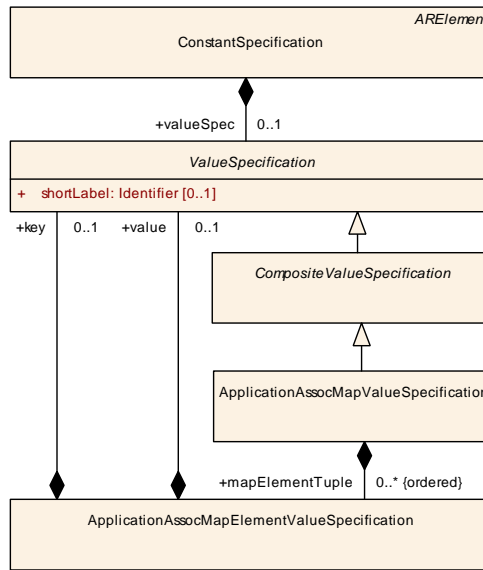 ARElemen
ConstantSpecification
+valueSpec 0..1
ValueSpecification
+ shortLabel: Identifier [0..1]
+key 0..1 +value 0..1
CompositeValueSpecification
ApplicationAssocMapValueSpecification
+mapElementTuple 0..* {ordered}
ApplicationAssocMapElementValueSpecification